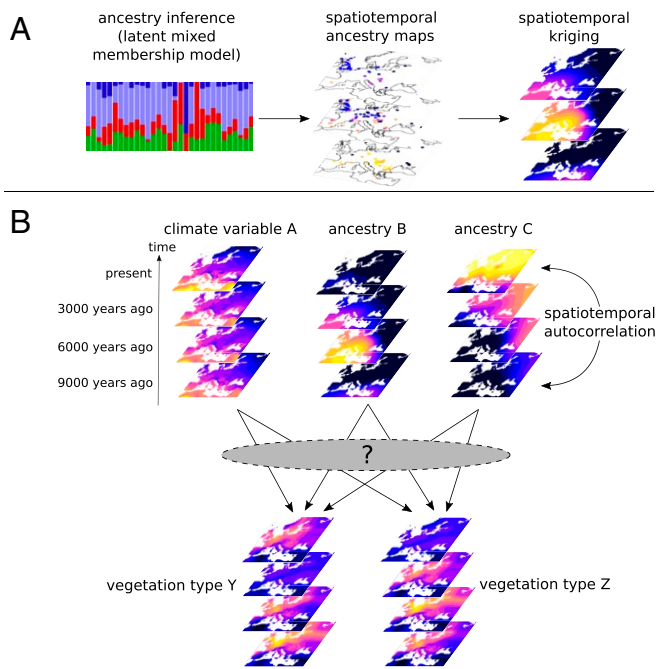 A
ancestry inference
(latent mixed
membership model)
spatiotemporal
ancestry maps
spatiotemporal
kriging
B
climate variable A
ancestry B
ancestry C
time
present
3000 years ago
6000 years ago
9000 years ago
spatiotemporal
autocorrelation
?
vegetation type Y
vegetation type Z